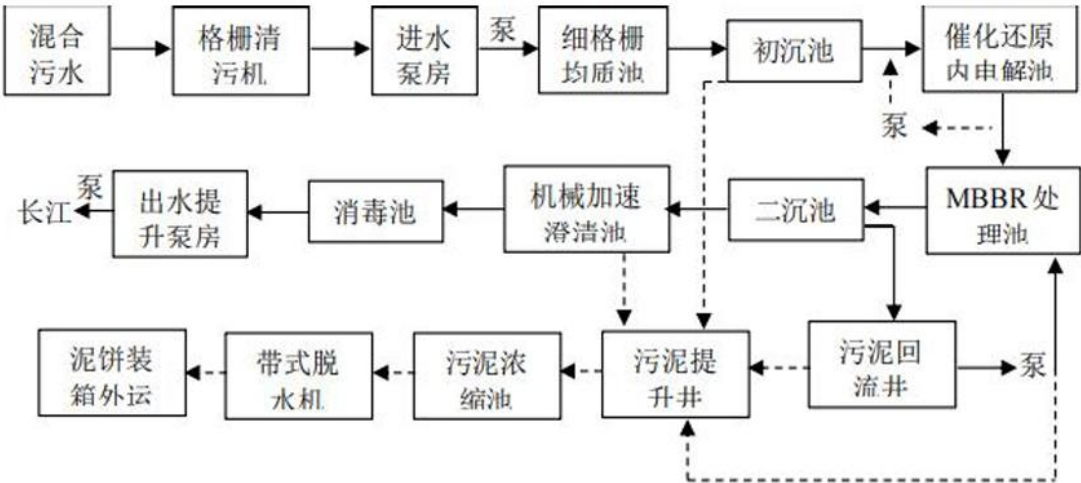 混合
污水
格栅清
污机
进水
泵房
泵
细格栅
均质池
初沉池
催化还原
内电解池
泵
长江
泵
出水提
升泵房
消毒池
机械加速
澄清池
二沉池
MBBR处
理池
泥饼装
箱外运
带式脱
水机
污泥浓
缩池
污泥提
升井
污泥回
流井
泵